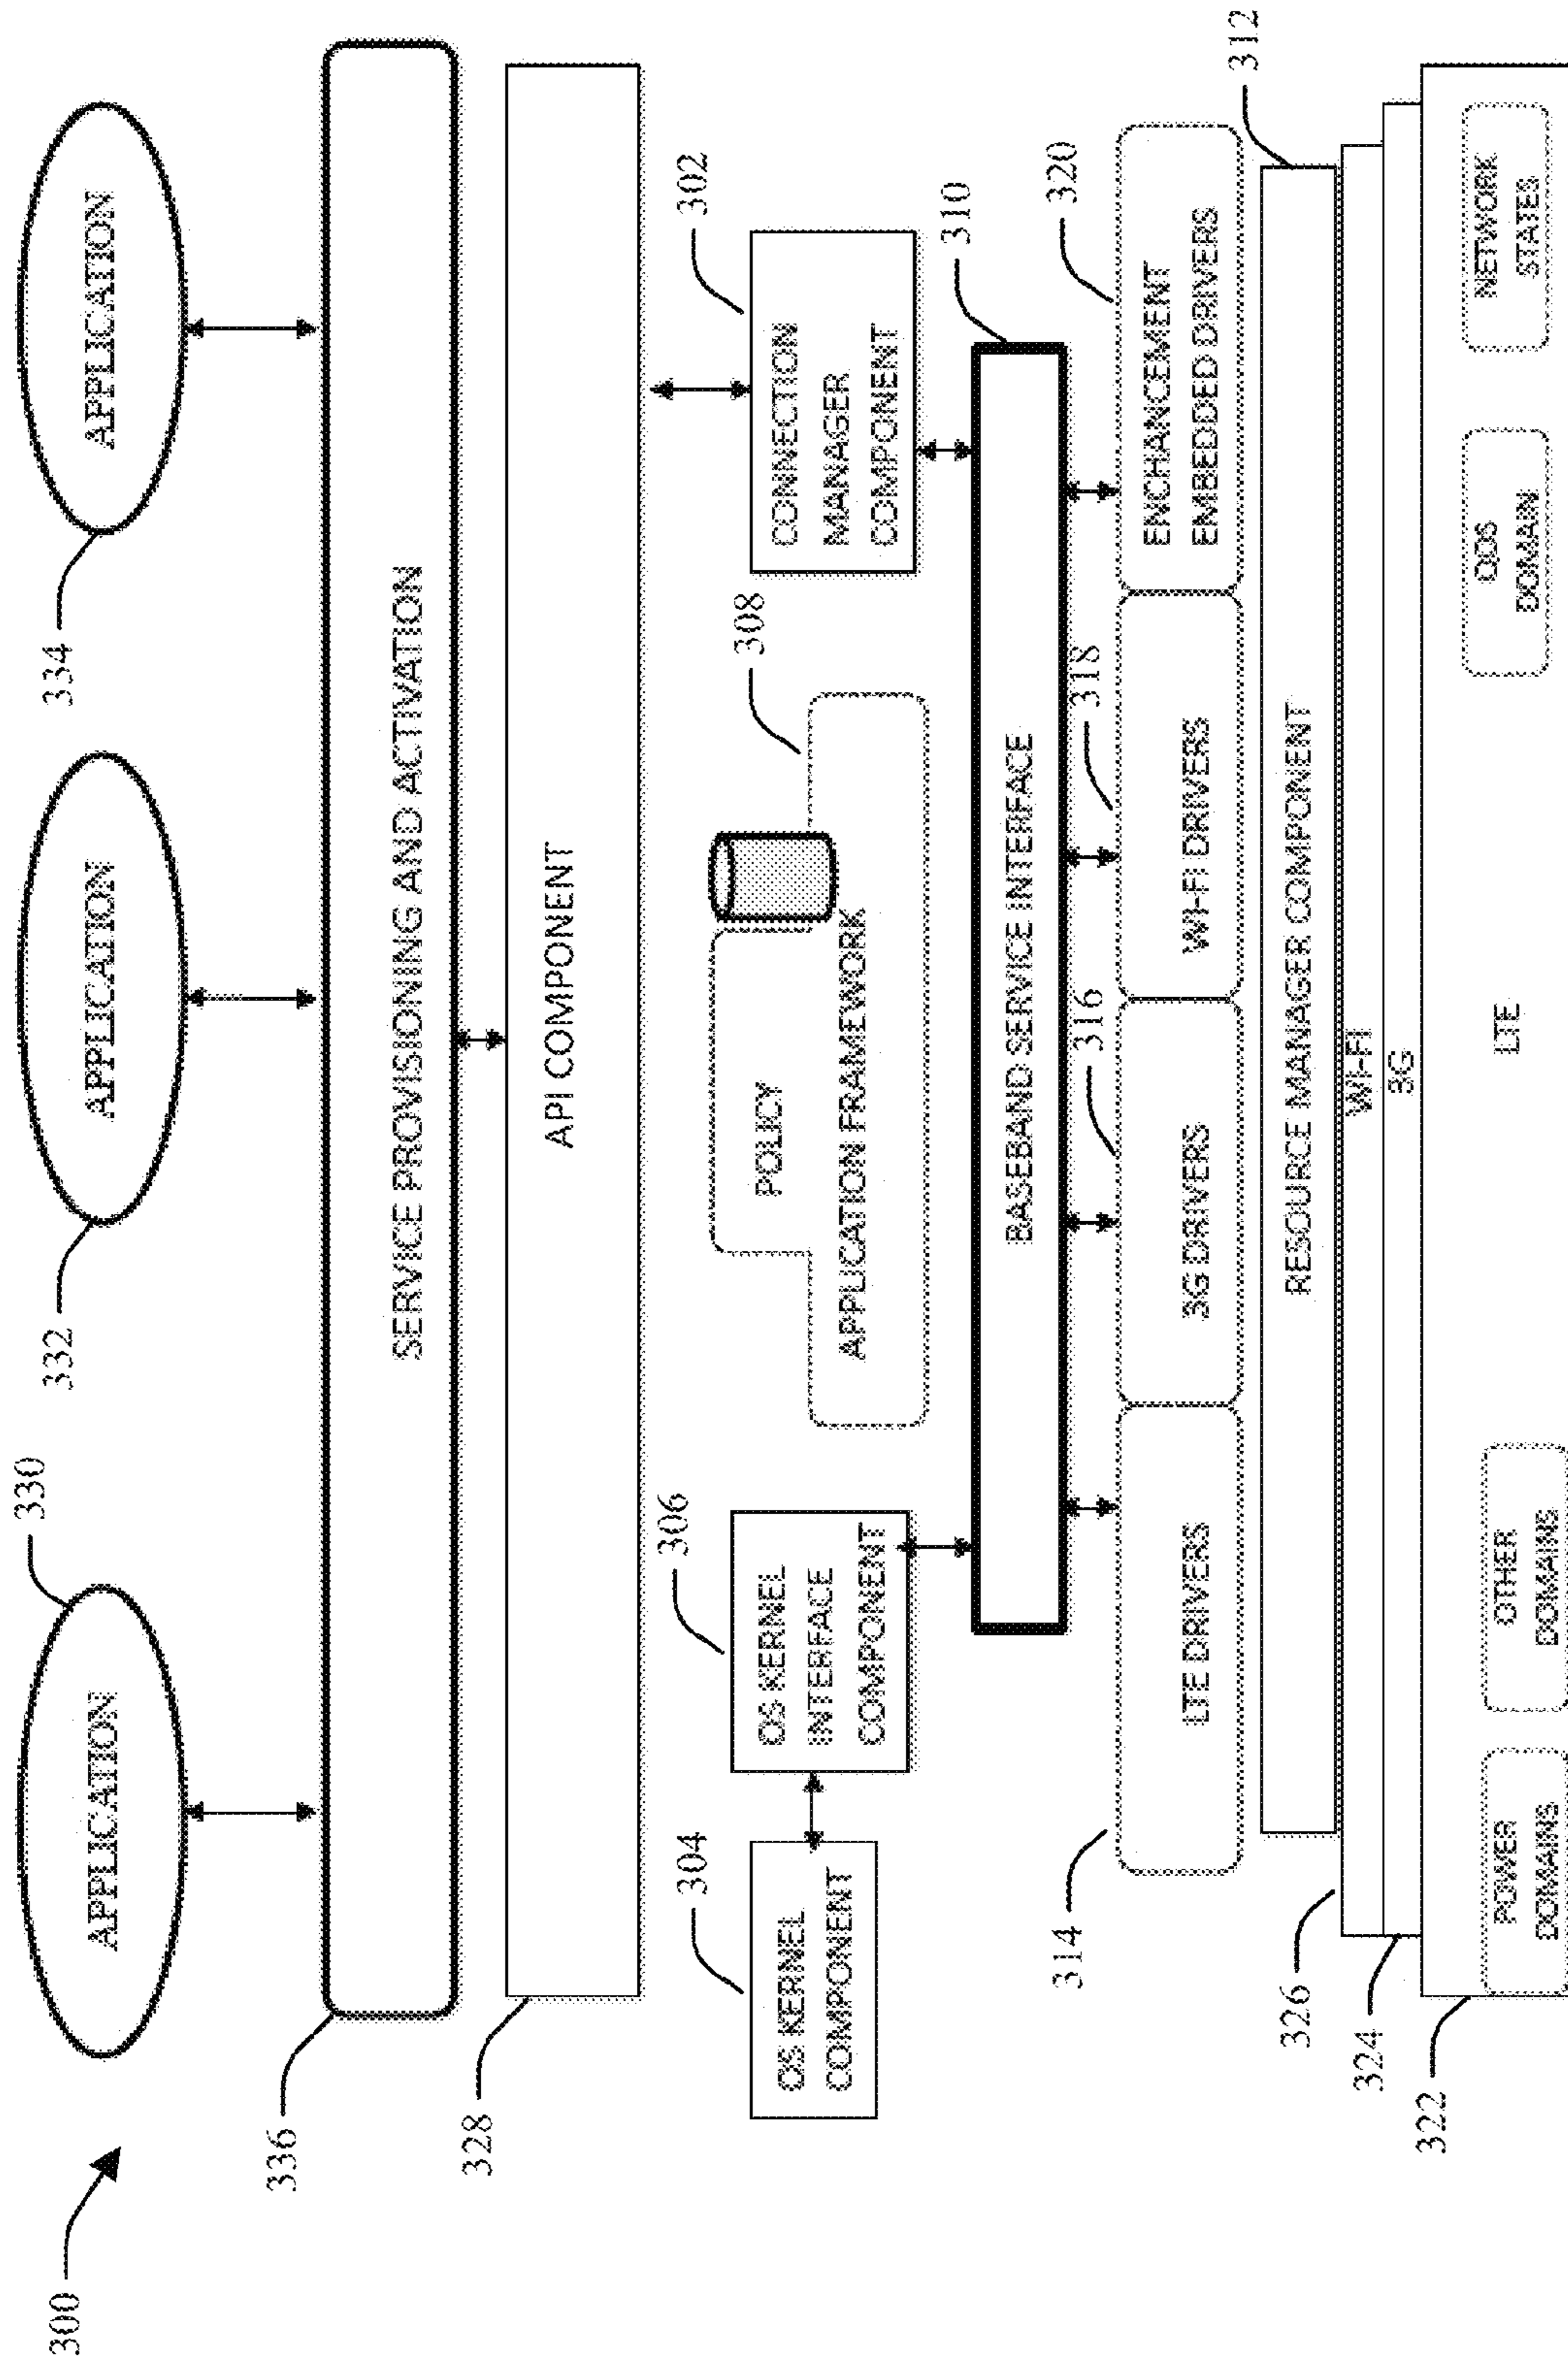 300
330
332
334
APPLICATION
APPLICATION
APPLICATION
336
SERVICE PROVISIONING AND ACTIVATION
328
API COMPONENT
304
OS KERNEL
COMPONENT
306
OS KERNEL
INTERFACE
COMPONENT
POLICY
APPLICATION FRAMEWORK
308
302
CONNECTION
MANAGER
COMPONENT
310
BASEBAND SERVICE INTERFACE
314
316
318
320
LTE DRIVERS
3G DRIVERS
WI-FI DRIVERS
ENCHANCEMENT
EMBEDDED DRIVERS
312
RESOURCE MANAGER COMPONENT
326
WI-FI
324
3G
322
LTE
POWER
DOMAINS
OTHER
DOMAINS
QOS
DOMAIN
NETWORK
STATES